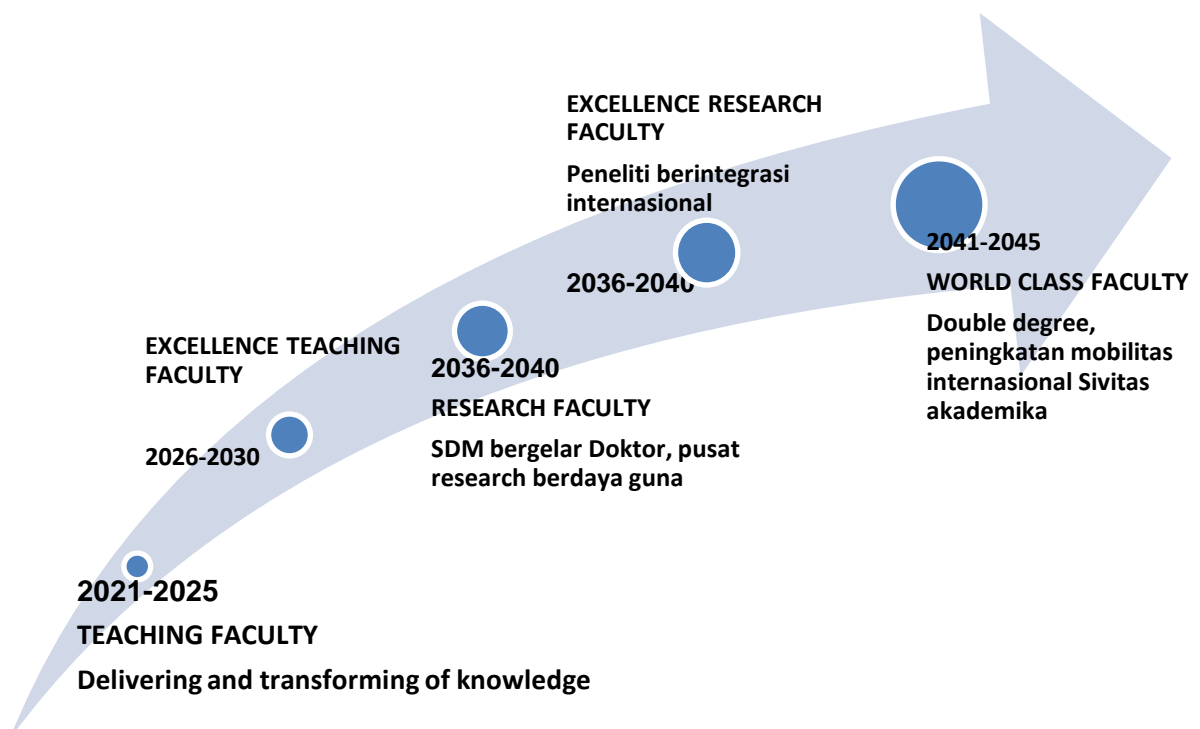 EXCELLENCE RESEARCH
FACULTY
Peneliti berintegrasi
internasional
2036-2040
2041-2045
WORLD CLASS FACULTY
Double degree,
peningkatan mobilitas
internasional Sivitas
akademika
EXCELLENCE TEACHING
FACULTY
2026-2030
2036-2040
RESEARCH FACULTY
SDM bergelar Doktor, pusat
research berdaya guna
2021-2025
TEACHING FACULTY
Delivering and transforming of knowledge